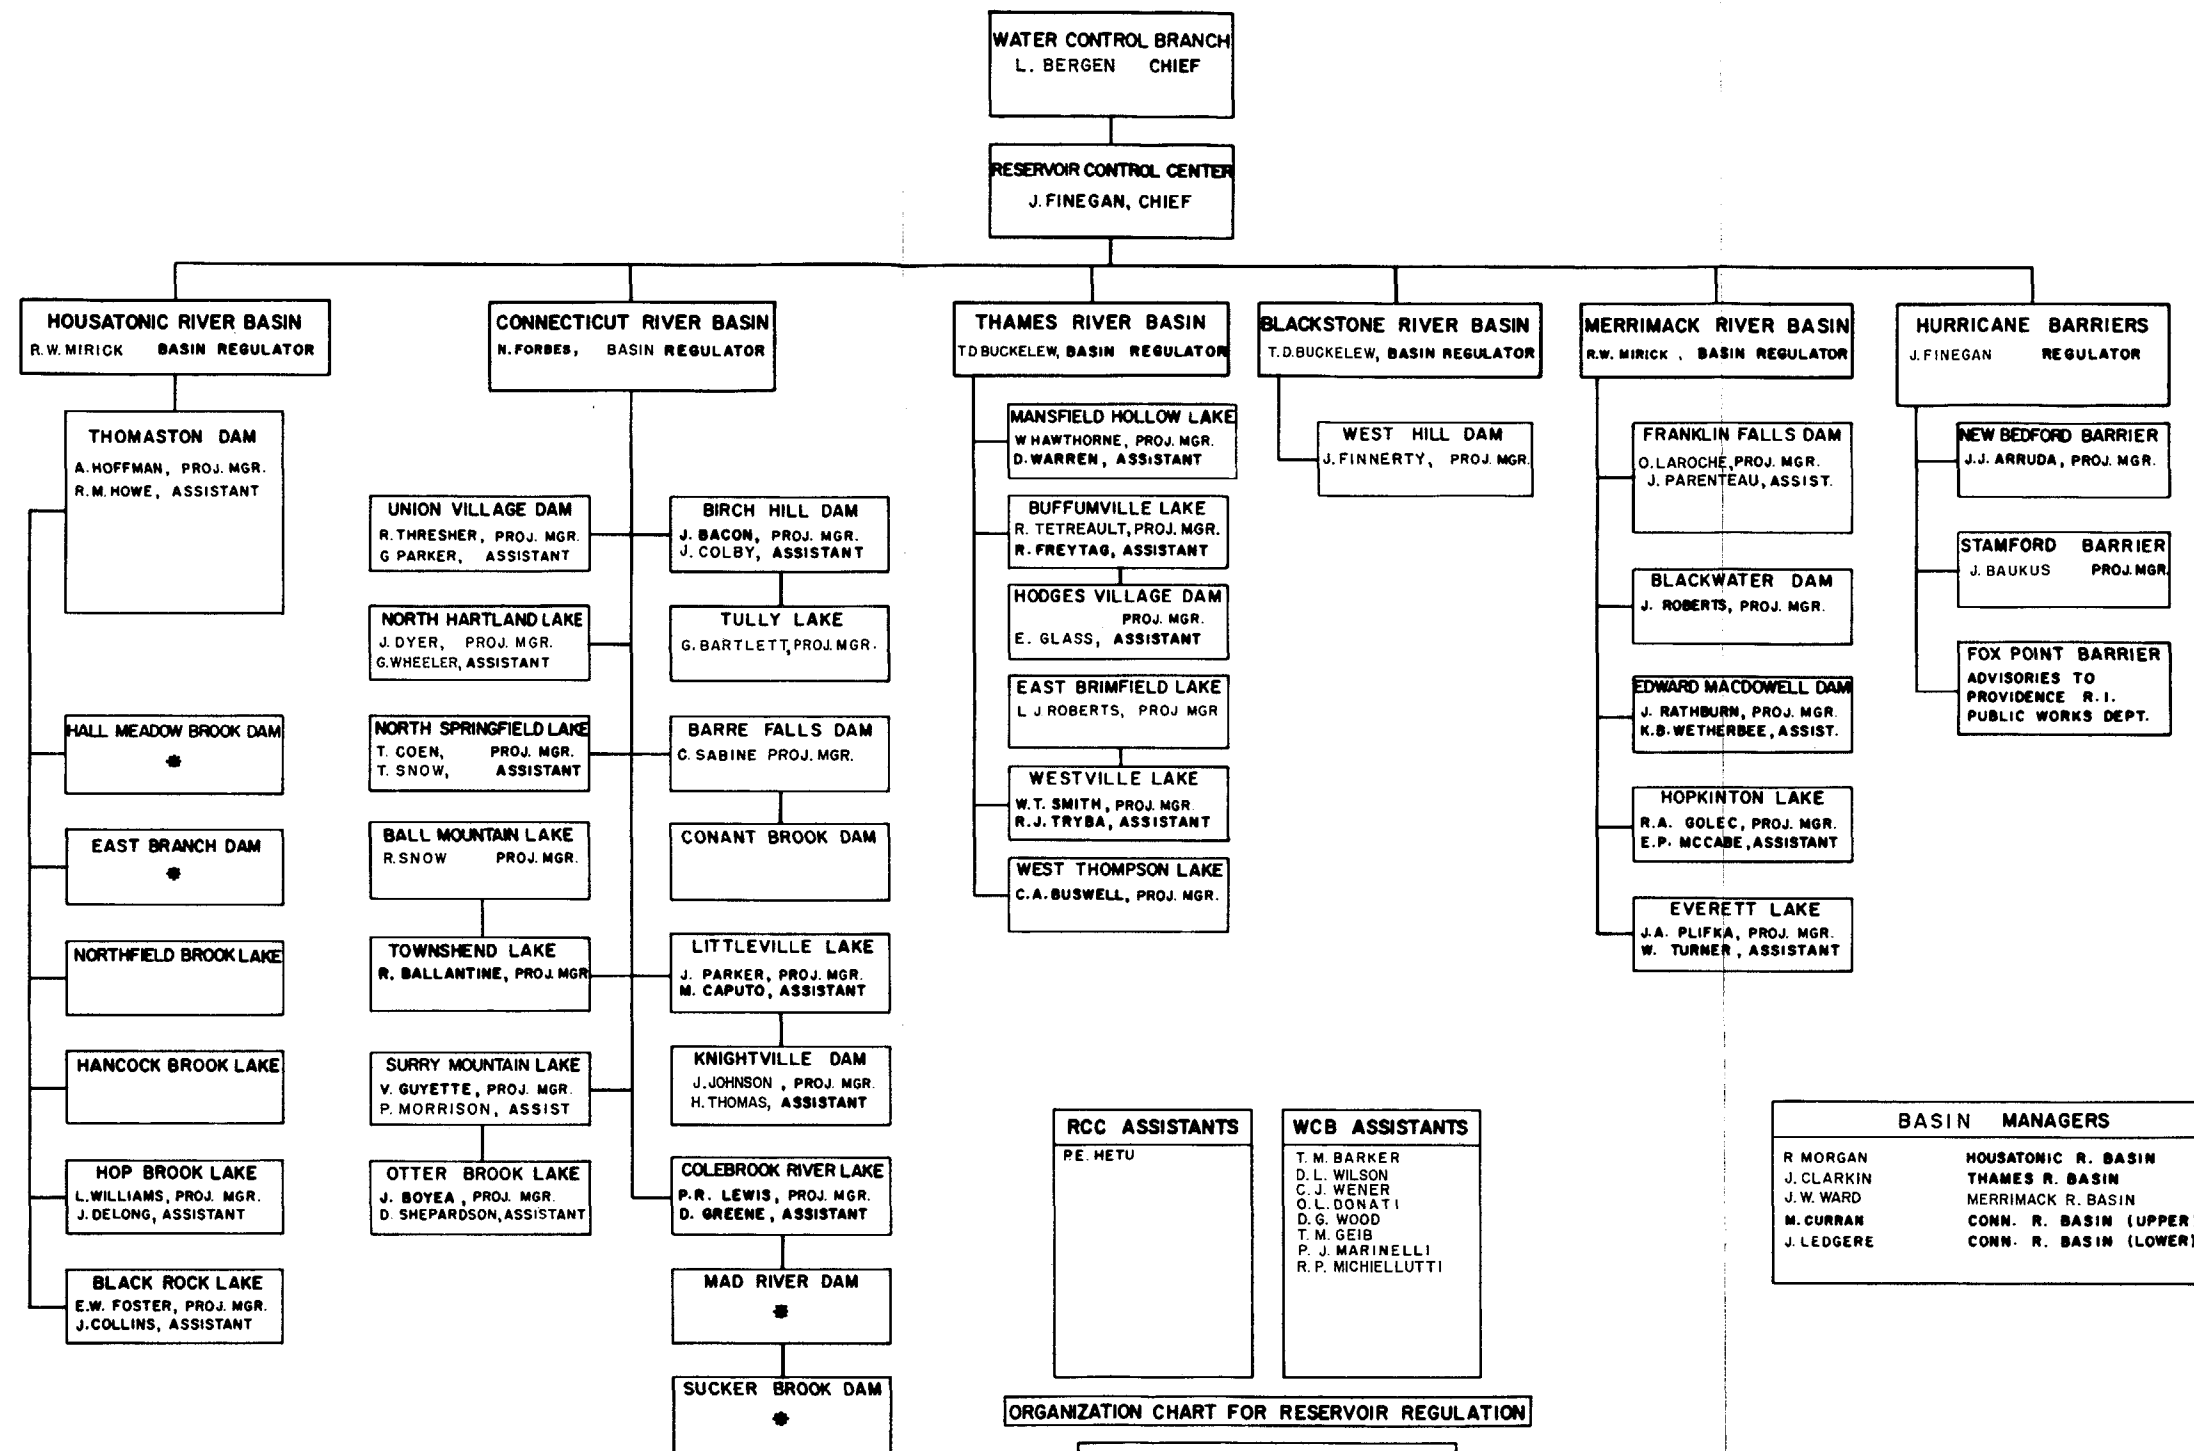 WATER CONTROL BRANCH
L. BERGEN CHIEF
RESERVOIR CONTROL CENTER
J. FINEGAN, CHIEF
HOUSATONIC RIVER BASIN
R.W. MIRICK BASIN REGULATOR
CONNECTICUT RIVER BASIN
N. FORBES, BASIN REGULATOR
THAMES RIVER BASIN
T D BUCKELEW, BASIN REGULATOR
BLACKSTONE RIVER BASIN
T. D. BUCKELEW, BASIN REGULATOR
MERRIMACK RIVER BASIN
R.W. MIRICK , BASIN REGULATOR
HURRICANE BARRIERS
J. FINEGAN REGULATOR
THOMASTON DAM
A. HOFFMAN, PROJ. MGR.
R.M. HOWE, ASSISTANT
HALL MEADOW BROOK DAM
*
EAST BRANCH DAM
*
NORTHFIELD BROOK LAKE
HANCOCK BROOK LAKE
HOP BROOK LAKE
L. WILLIAMS, PROJ. MGR.
J. DELONG, ASSISTANT
BLACK ROCK LAKE
E.W. FOSTER, PROJ. MGR.
J. COLLINS, ASSISTANT
UNION VILLAGE DAM
R. THRESHER, PROJ. MGR.
G PARKER, ASSISTANT
NORTH HARTLAND LAKE
J. DYER, PROJ. MGR.
G. WHEELER, ASSISTANT
NORTH SPRINGFIELD LAKE
T. COEN, PROJ. MGR.
T. SNOW, ASSISTANT
BALL MOUNTAIN LAKE
R. SNOW PROJ. MGR.
TOWNSHEND LAKE
R. BALLANTINE, PROJ. MGR
SURRY MOUNTAIN LAKE
V. GUYETTE, PROJ. MGR.
P. MORRISON, ASSIST
OTTER BROOK LAKE
J. BOYEA , PROJ. MGR.
D. SHEPARDSON, ASSISTANT
BIRCH HILL DAM
J. BACON, PROJ. MGR.
J. COLBY, ASSISTANT
TULLY LAKE
G. BARTLETT, PROJ. MGR.
BARRE FALLS DAM
C. SABINE PROJ. MGR.
CONANT BROOK DAM
LITTLEVILLE LAKE
J. PARKER, PROJ. MGR.
M. CAPUTO, ASSISTANT
KNIGHTVILLE DAM
J. JOHNSON , PROJ. MGR.
H. THOMAS, ASSISTANT
COLEBROOK RIVER LAKE
P.R. LEWIS, PROJ. MGR.
D. GREENE, ASSISTANT
MAD RIVER DAM
*
SUCKER BROOK DAM
*
MANSFIELD HOLLOW LAKE
W HAWTHORNE, PROJ. MGR.
D. WARREN, ASSISTANT
BUFFUMVILLE LAKE
R. TETREAULT, PROJ. MGR.
R. FREYTAG, ASSISTANT
HODGES VILLAGE DAM
PROJ. MGR.
E. GLASS, ASSISTANT
EAST BRIMFIELD LAKE
L J ROBERTS, PROJ MGR
WESTVILLE LAKE
W.T. SMITH, PROJ. MGR.
R.J. TRYBA, ASSISTANT
WEST THOMPSON LAKE
C.A. BUSWELL, PROJ. MGR.
WEST HILL DAM
J. FINNERTY, PROJ. MGR.
FRANKLIN FALLS DAM
O. LAROCHE, PROJ. MGR.
J. PARENTEAU, ASSIST.
BLACKWATER DAM
J. ROBERTS, PROJ. MGR.
EDWARD MACDOWELL DAM
J. RATHBURN, PROJ. MGR.
K.B. WETHERBEE, ASSIST.
HOPKINTON LAKE
R.A. GOLEC, PROJ. MGR.
E.P. MCCABE, ASSISTANT
EVERETT LAKE
J.A. PLIFKA, PROJ. MGR.
W. TURNER, ASSISTANT
NEW BEDFORD BARRIER
J.J. ARRUDA, PROJ. MGR.
STAMFORD BARRIER
J. BAUKUS PROJ. MGR.
FOX POINT BARRIER
ADVISORIES TO
PROVIDENCE R. I.
PUBLIC WORKS DEPT.
RCC ASSISTANTS
P.E. HETU
WCB ASSISTANTS
T. M. BARKER
D. L. WILSON
C. J. WENER
O. L. DONATI
D. G. WOOD
T. M. GEIB
P. J. MARINELLI
R. P. MICHIELLUTTI
BASIN MANAGERS
R MORGAN HOUSATONIC R. BASIN
J. CLARKIN THAMES R. BASIN
J. W. WARD MERRIMACK R. BASIN
M. CURRAN CONN. R. BASIN (UPPER)
J. LEDGERE CONN. R. BASIN (LOWER)
ORGANIZATION CHART FOR RESERVOIR REGULATION